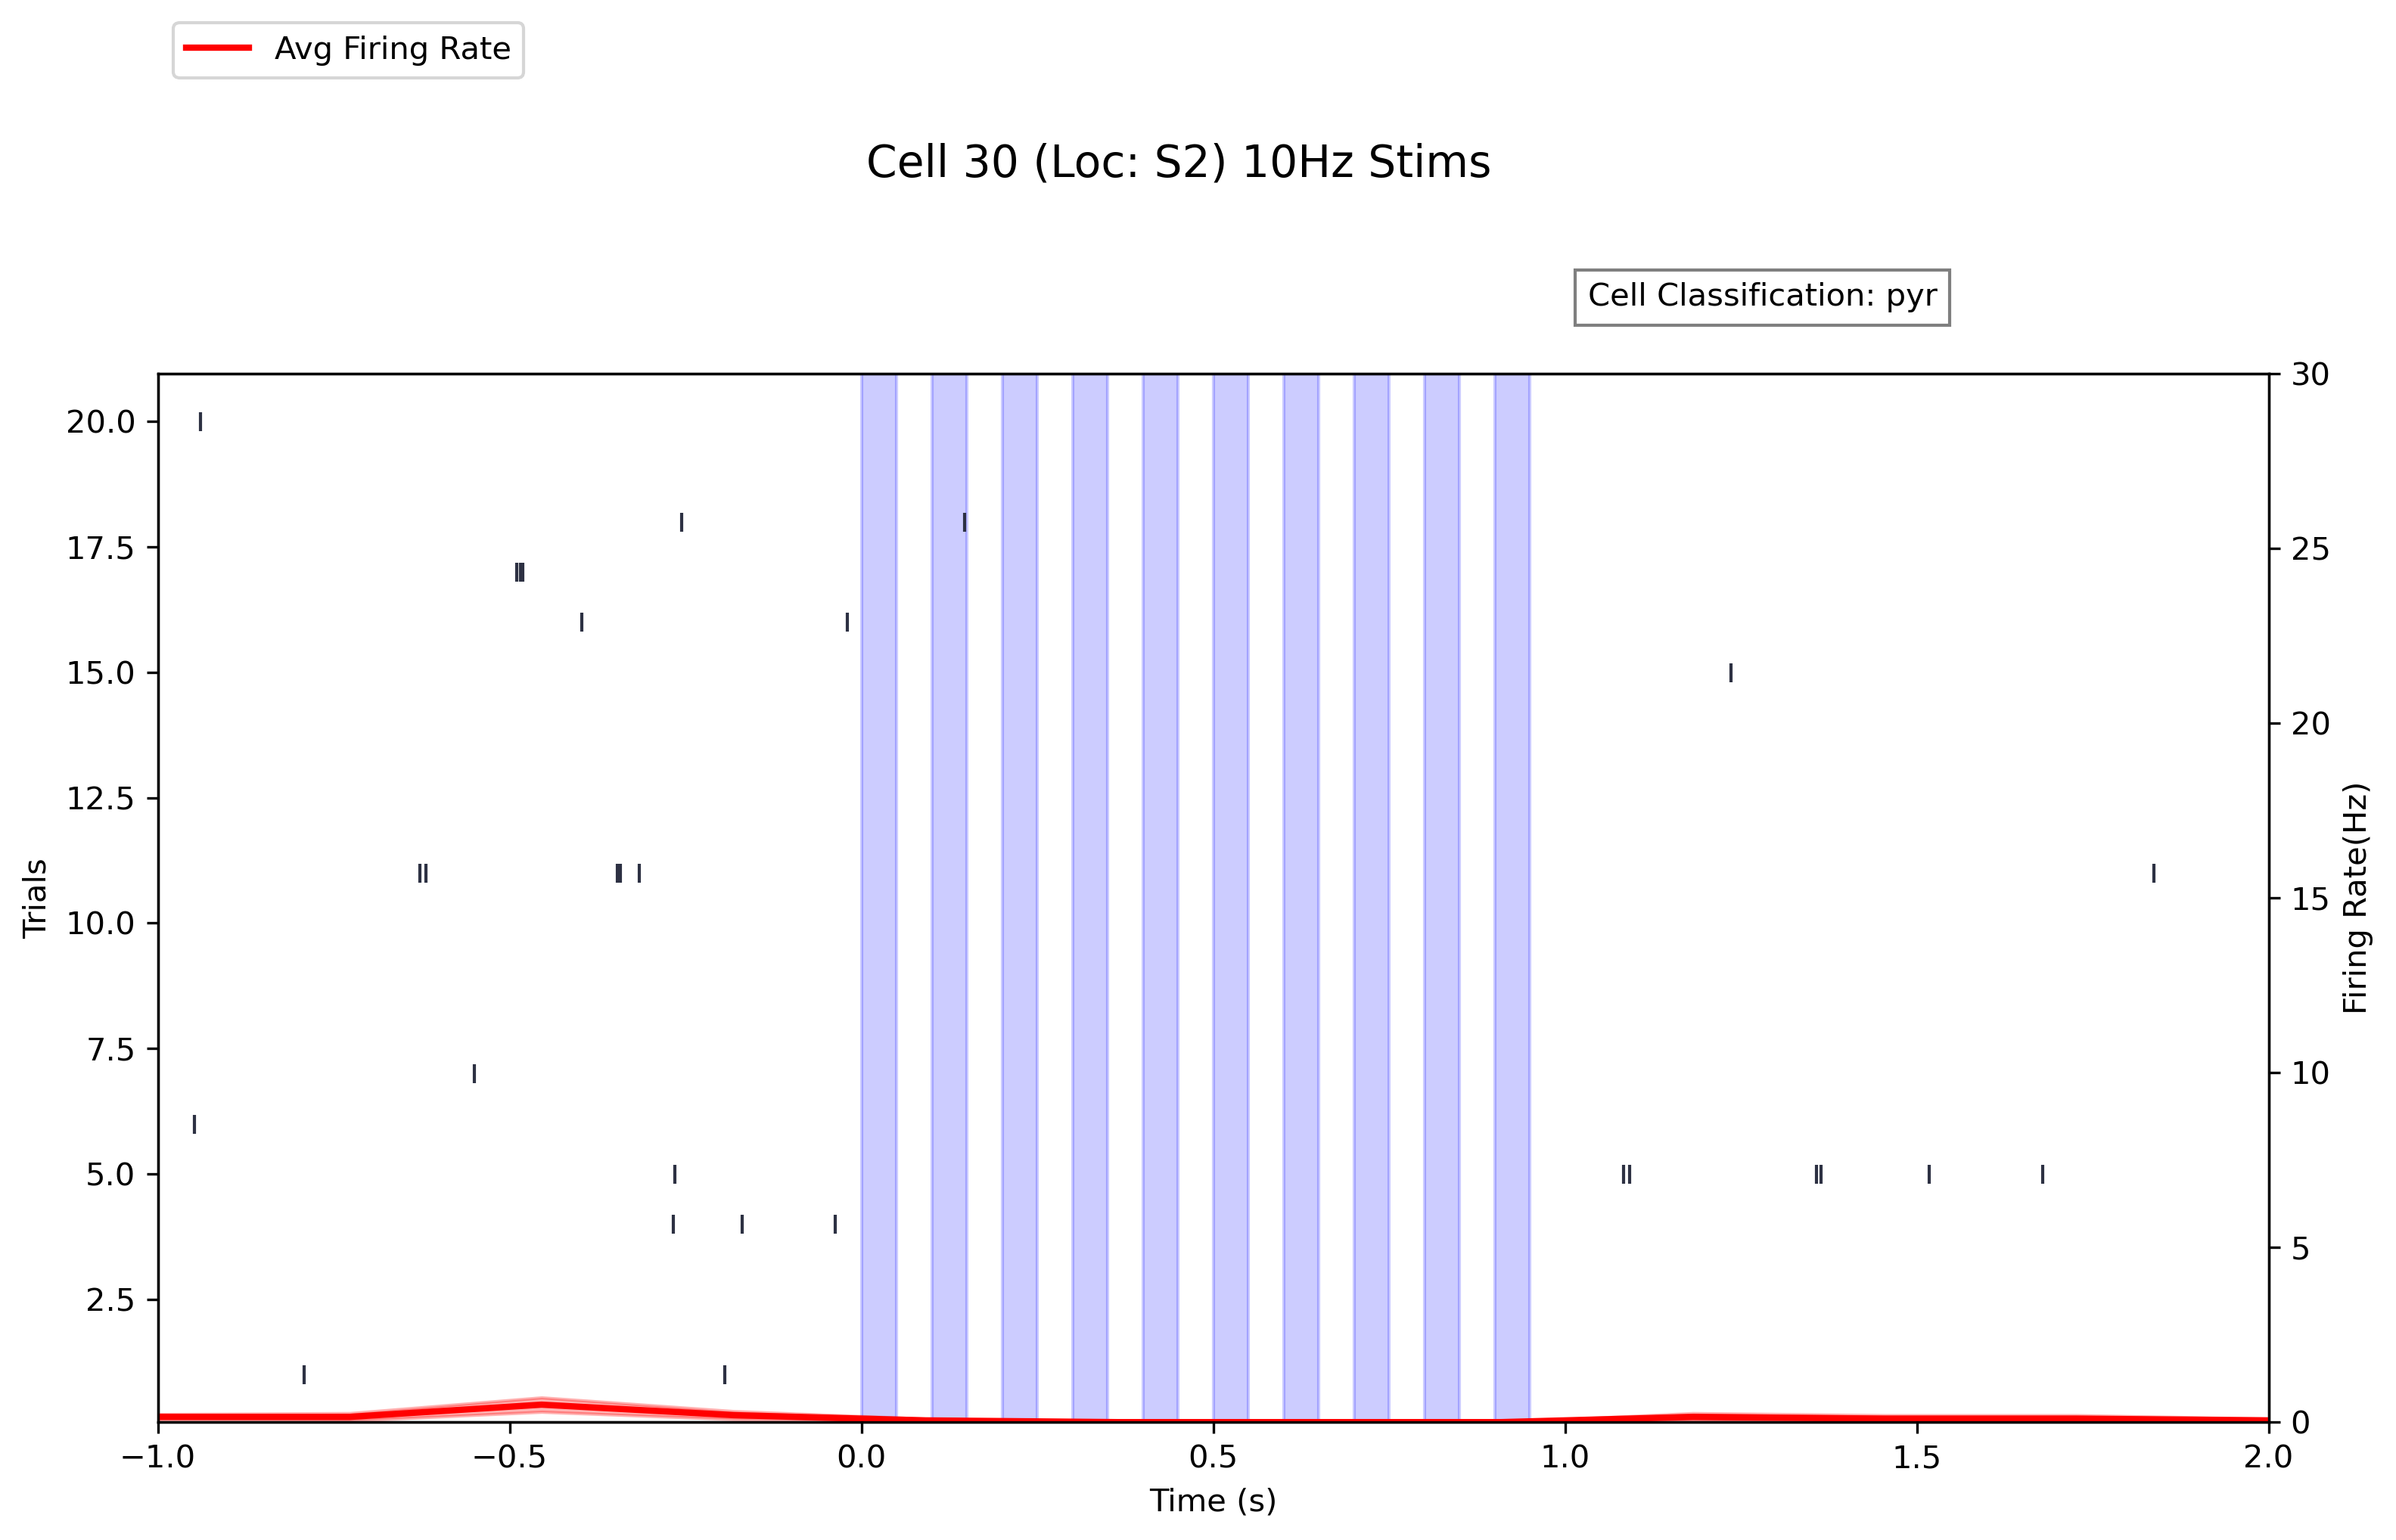 Avg Firing Rate
Cell 30 (Loc: S2) 10Hz Stims
Cell Classification: pyr
20.0
17.5
15.0
12.5
10.0
7.5
5.0
2.5
Trials
30
25
20
15
10
5
0
Firing Rate(Hz)
−1.0 −0.5 0.0 0.5 1.0 1.5 2.0
Time (s)